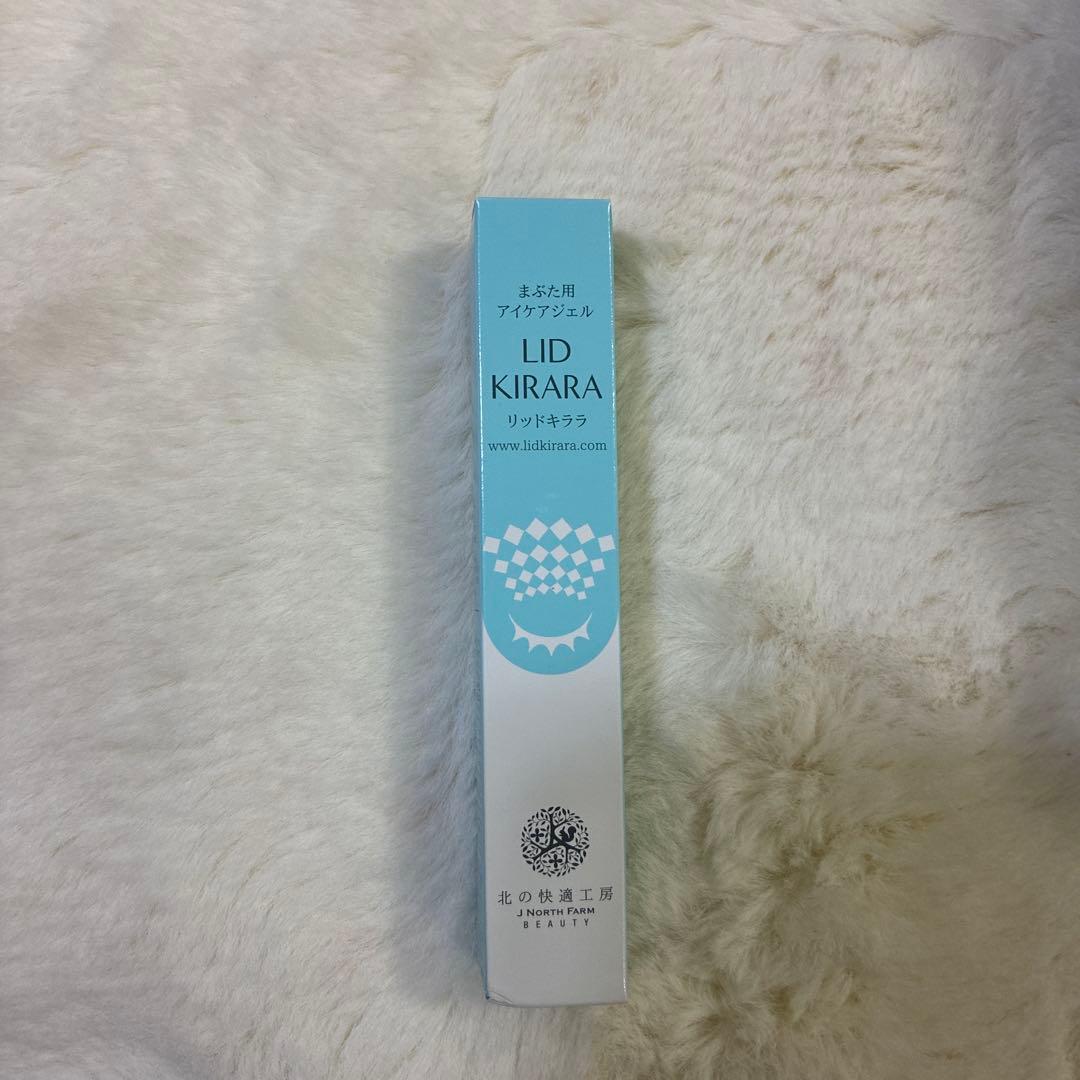 まぶた用
アイケアジェル
LID
KIRARA
リッドキララ
www.lidkirara.com
北の快適工房
J NORTH FARM
BEAUTY